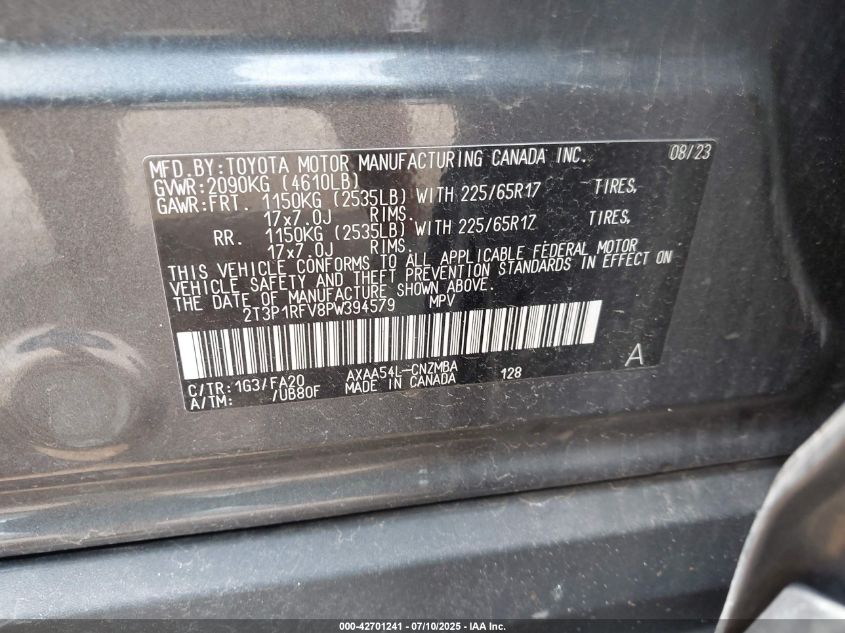 MFD.BY:TOYOTA MOTOR MANUFACTURING CANADA INC. 08/23
GVWR:2090KG (4610LB)
GAWR:FRT. 1150KG (2535LB) WITH 225/65R17 TIRES,
17x7.0J RIMS.
RR. 1150KG (2535LB) WITH 225/65R17 TIRES,
17x7.0J RIMS.
THIS VEHICLE CONFORMS TO ALL APPLICABLE FEDERAL MOTOR
VEHICLE SAFETY AND THEFT PREVENTION STANDARDS IN EFFECT ON
THE DATE OF MANUFACTURE SHOWN ABOVE.
2T3P1RFV8PW394579 MPV
A
C/TR:1G3/FA20 AXAA54L-CNZMBA 128
A/TM: /UB80F MADE IN CANADA
000-42701241 | 07/10/2025 | IAA Inc.